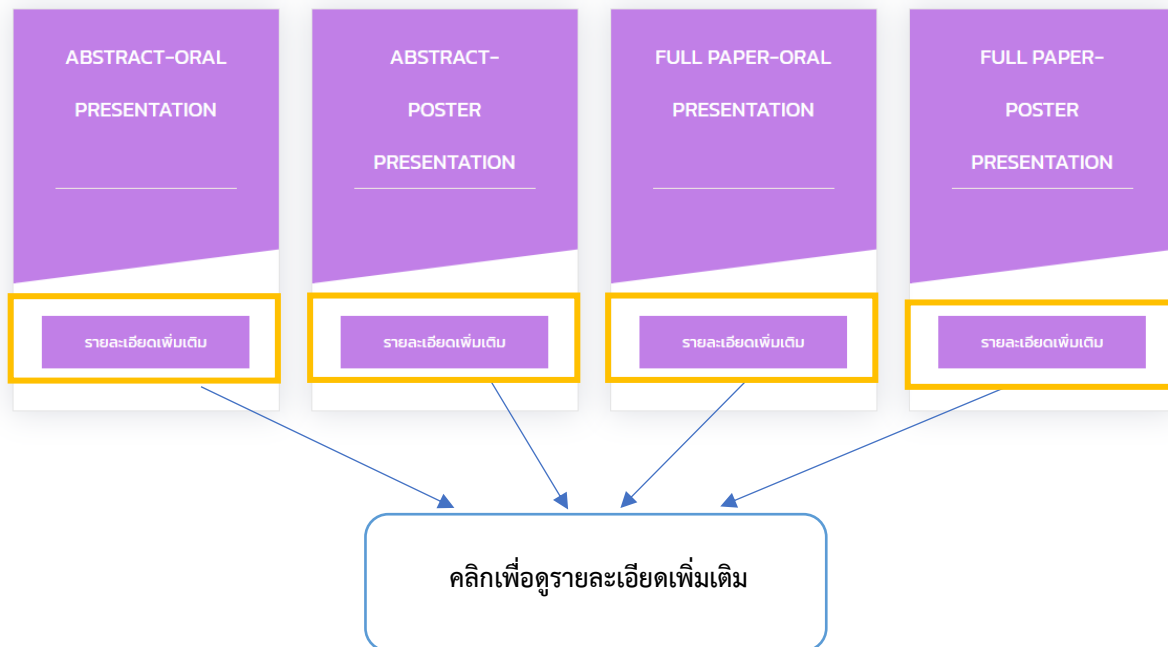 ABSTRACT-ORAL
PRESENTATION
รายละเอียดเพิ่มเติม
ABSTRACT-
POSTER
PRESENTATION
รายละเอียดเพิ่มเติม
FULL PAPER-ORAL
PRESENTATION
รายละเอียดเพิ่มเติม
FULL PAPER-
POSTER
PRESENTATION
รายละเอียดเพิ่มเติม
คลิกเพื่อดูรายละเอียดเพิ่มเติม